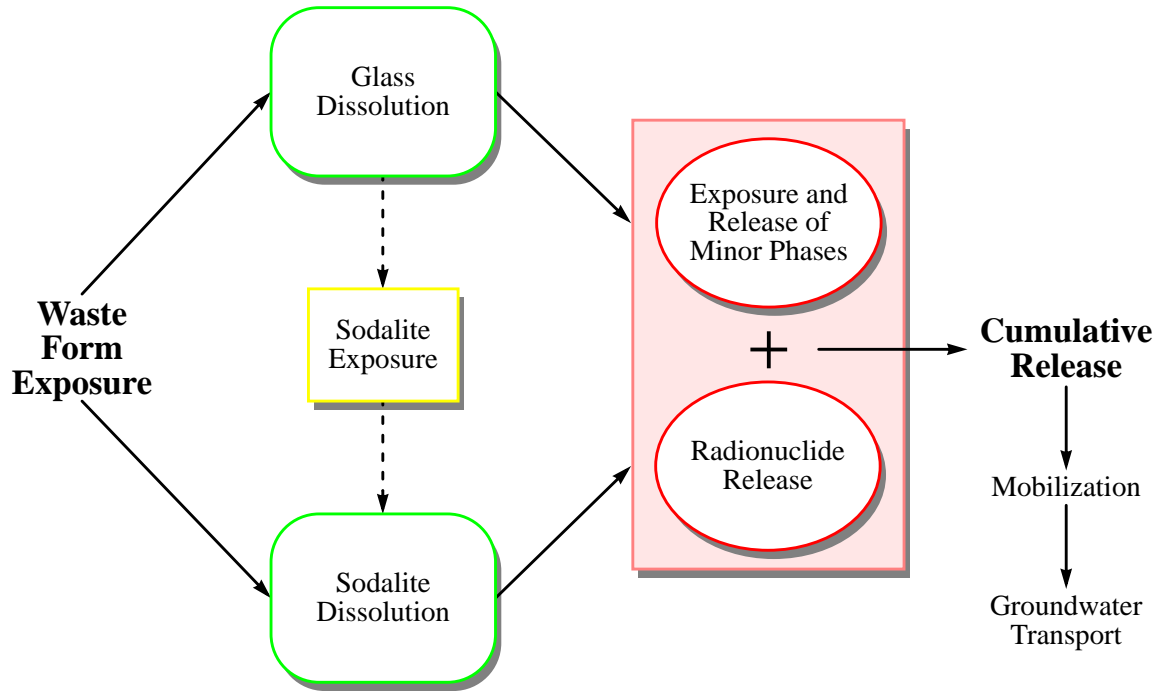 Glass
Dissolution
Exposure and
Release of
Minor Phases
Waste
Form
Exposure
Sodalite
Exposure
+
Cumulative
Release
Radionuclide
Release
Mobilization
Sodalite
Dissolution
Groundwater
Transport